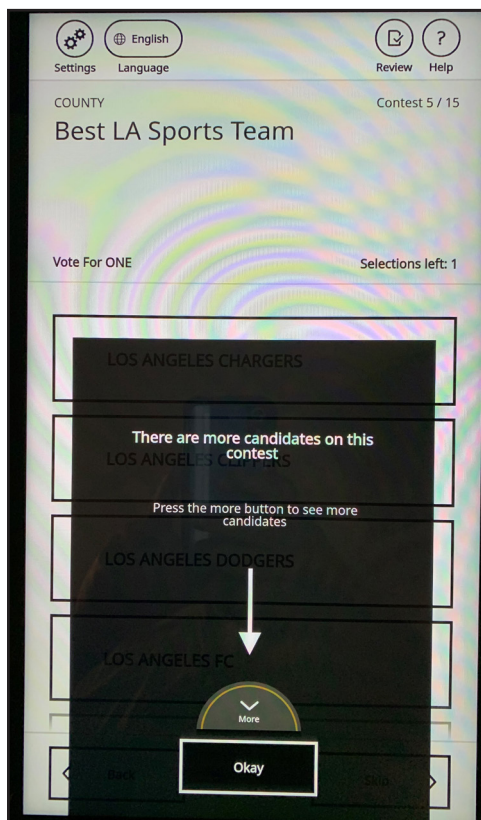 English
Settings
Language
Review
Help
COUNTY
Contest 5 / 15
Best LA Sports Team
Vote For ONE
Selections left: 1
LOS ANGELES CHARGERS
There are more candidates on this
contest
LOS ANGELES CLIPPERS
Press the more button to see more
candidates
LOS ANGELES DODGERS
LOS ANGELES FC
More
Back
Okay
Skip